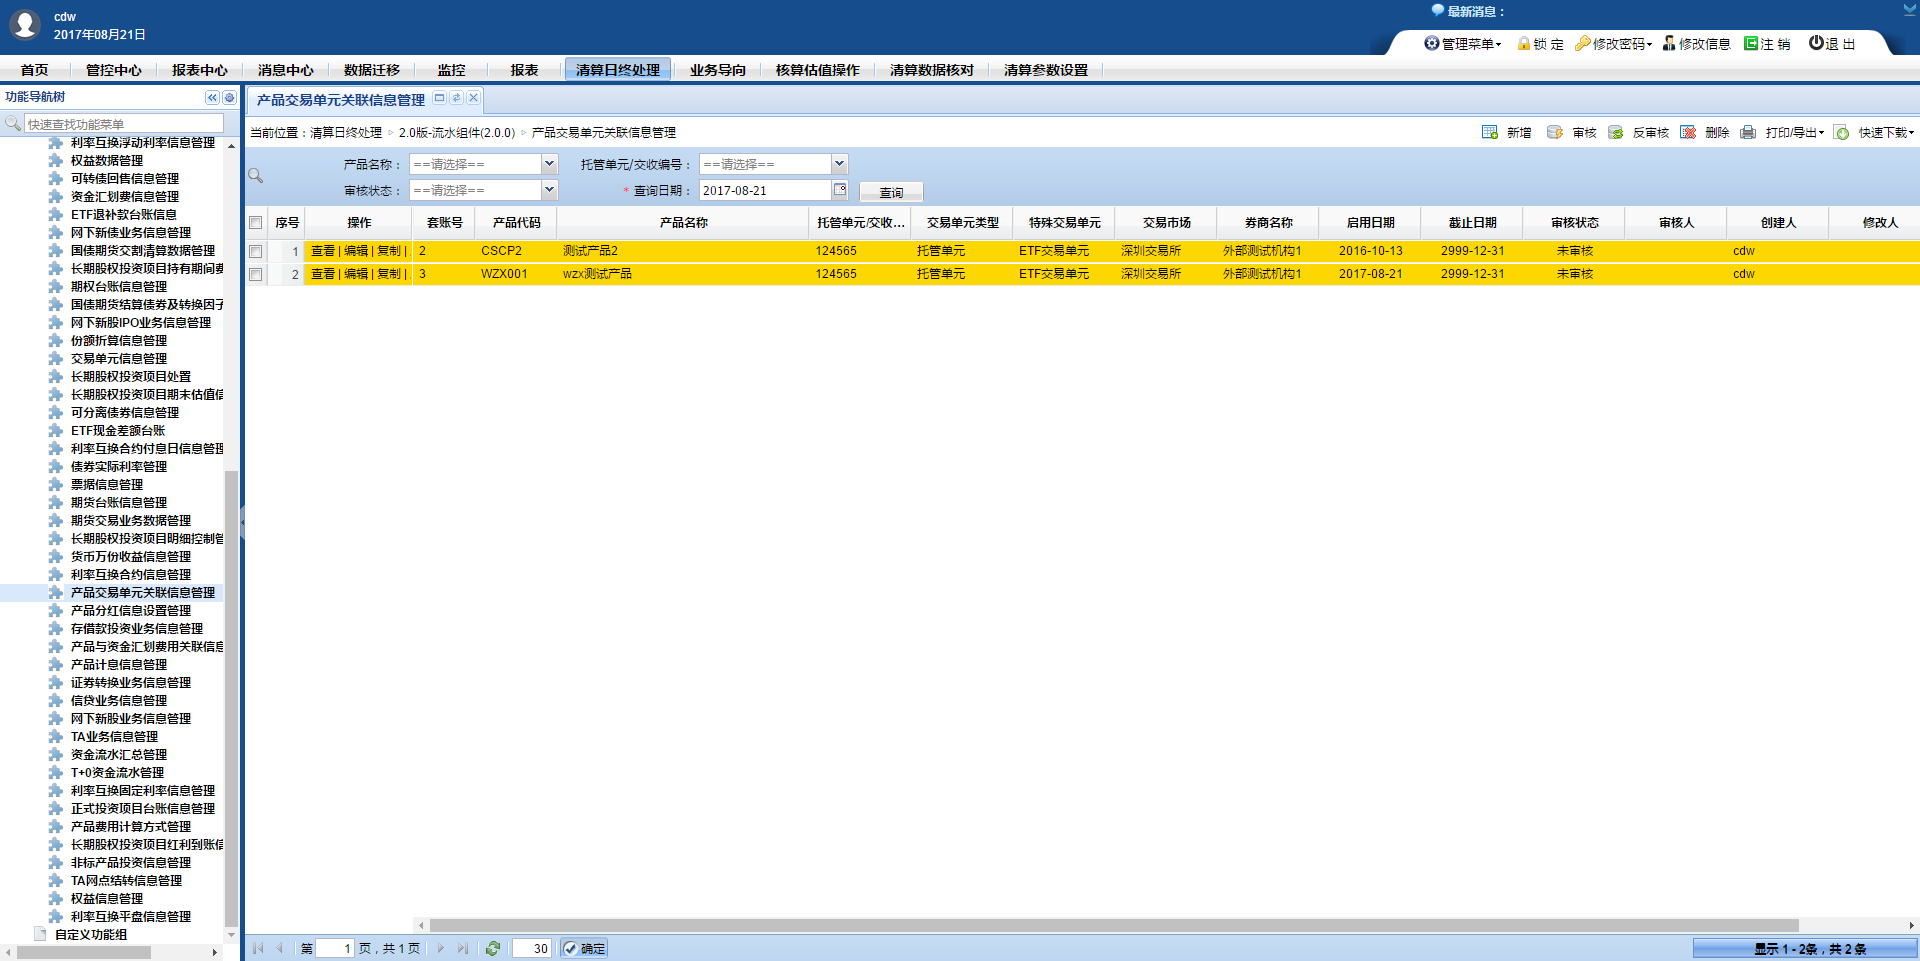 cdw
2017年08月21日
最新消息：
管理菜单 锁 定 修改密码 修改信息 注 销 退 出
首页 管控中心 报表中心 消息中心 数据迁移 监控 报表 清算日终处理 业务导向 核算估值操作 清算数据核对 清算参数设置
功能导航树
快速查找功能菜单
利率互换浮动利率信息管理
权益数据管理
可转债回售信息管理
资金汇划费信息管理
ETF退补款台账信息
网下新债业务信息管理
国债期货交割清算数据管理
长期股权投资项目持有期间费
期权台账信息管理
国债期货结算债券及转换因子
网下新股IPO业务信息管理
份额折算信息管理
交易单元信息管理
长期股权投资项目处置
长期股权投资项目期末估值信
可分离债券信息管理
ETF现金差额台账
利率互换合约付息日信息管理
债券实际利率管理
票据信息管理
期货台账信息管理
期货交易业务数据管理
长期股权投资项目明细控制管
货币万份收益信息管理
利率互换合约信息管理
产品交易单元关联信息管理
产品分红信息设置管理
存借款投资业务信息管理
产品与资金汇划费用关联信息
产品计息信息管理
证券转换业务信息管理
信贷业务信息管理
网下新股业务信息管理
TA业务信息管理
资金流水汇总管理
T+0资金流水管理
利率互换固定利率信息管理
正式投资项目台账信息管理
产品费用计算方式管理
长期股权投资项目红利到账信
非标产品投资信息管理
TA网点结转信息管理
权益信息管理
利率互换平盘信息管理
自定义功能组
产品交易单元关联信息管理
当前位置：清算日终处理 ▹ 2.0版-流水组件(2.0.0) ▹ 产品交易单元关联信息管理
新增 审核 反审核 删除 打印/导出 快速下载
产品名称： ==请选择== 托管单元/交收编号： ==请选择==
审核状态： ==请选择== * 查询日期： 2017-08-21 查询
序号 操作 套账号 产品代码 产品名称 托管单元/交收... 交易单元类型 特殊交易单元 交易市场 券商名称 启用日期 截止日期 审核状态 审核人 创建人 修改人
1 查看 | 编辑 | 复制 | 2 CSCP2 测试产品2 124565 托管单元 ETF交易单元 深圳交易所 外部测试机构1 2016-10-13 2999-12-31 未审核 cdw
2 查看 | 编辑 | 复制 | 3 WZX001 wzx测试产品 124565 托管单元 ETF交易单元 深圳交易所 外部测试机构1 2017-08-21 2999-12-31 未审核 cdw
第 1 页，共 1 页 30 确定
显示 1 - 2条，共 2 条